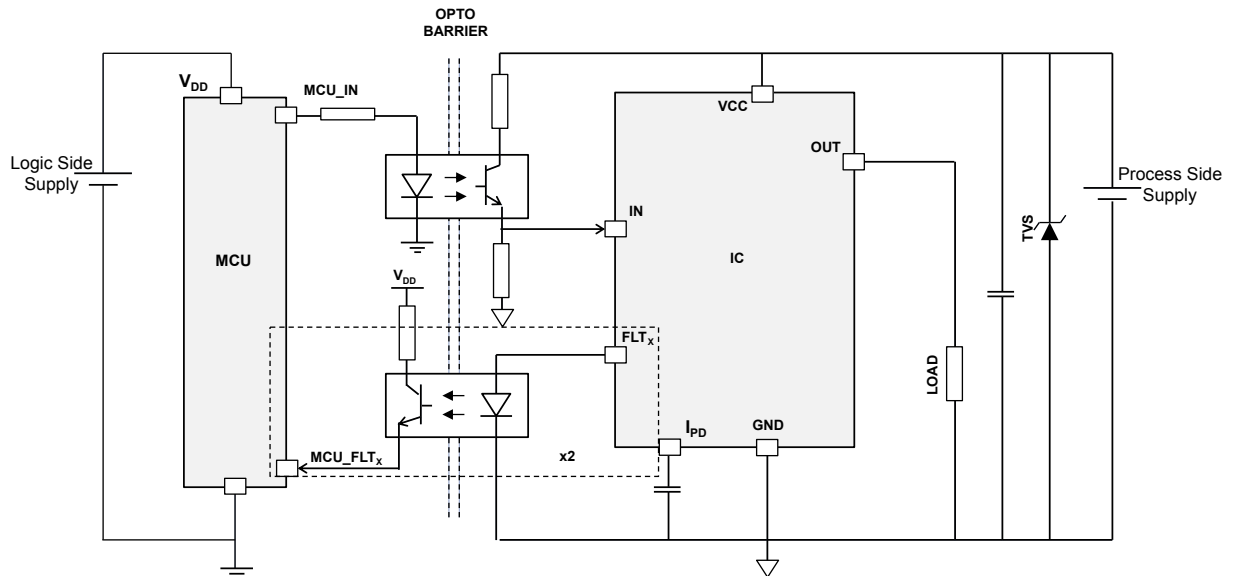 OPTO
BARRIER
V_DD
MCU_IN
VCC
OUT
Logic Side
Supply
Process Side
Supply
IN
TVS
MCU
IC
V_DD
FLT_X
LOAD
I_PD
GND
MCU_FLT_X
x2